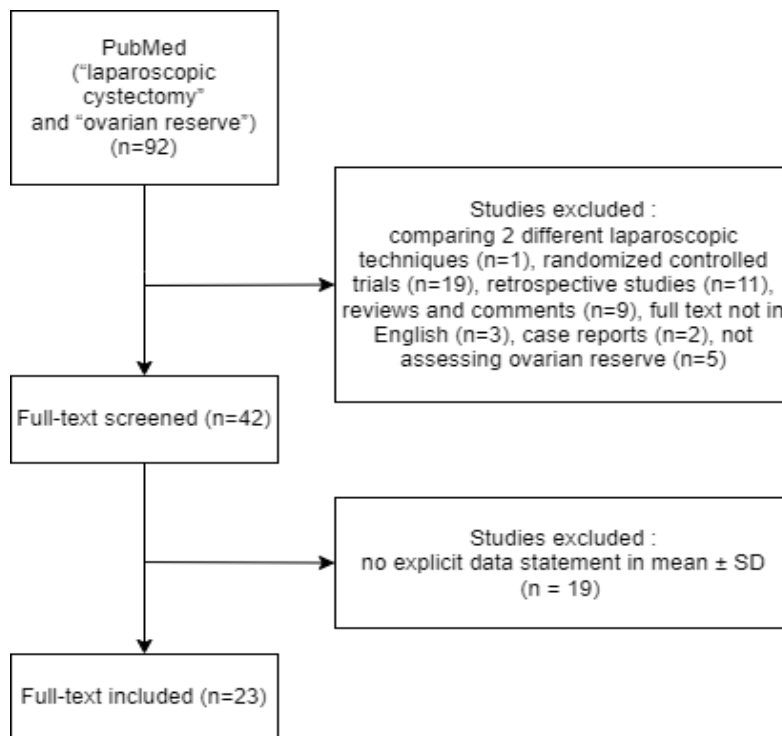 PubMed
(“laparoscopic
cystectomy”
and “ovarian reserve”)
(n=92)
Studies excluded :
comparing 2 different laparoscopic
techniques (n=1), randomized controlled
trials (n=19), retrospective studies (n=11),
reviews and comments (n=9), full text not in
English (n=3), case reports (n=2), not
assessing ovarian reserve (n=5)
Full-text screened (n=42)
Studies excluded :
no explicit data statement in mean ± SD
(n = 19)
Full-text included (n=23)